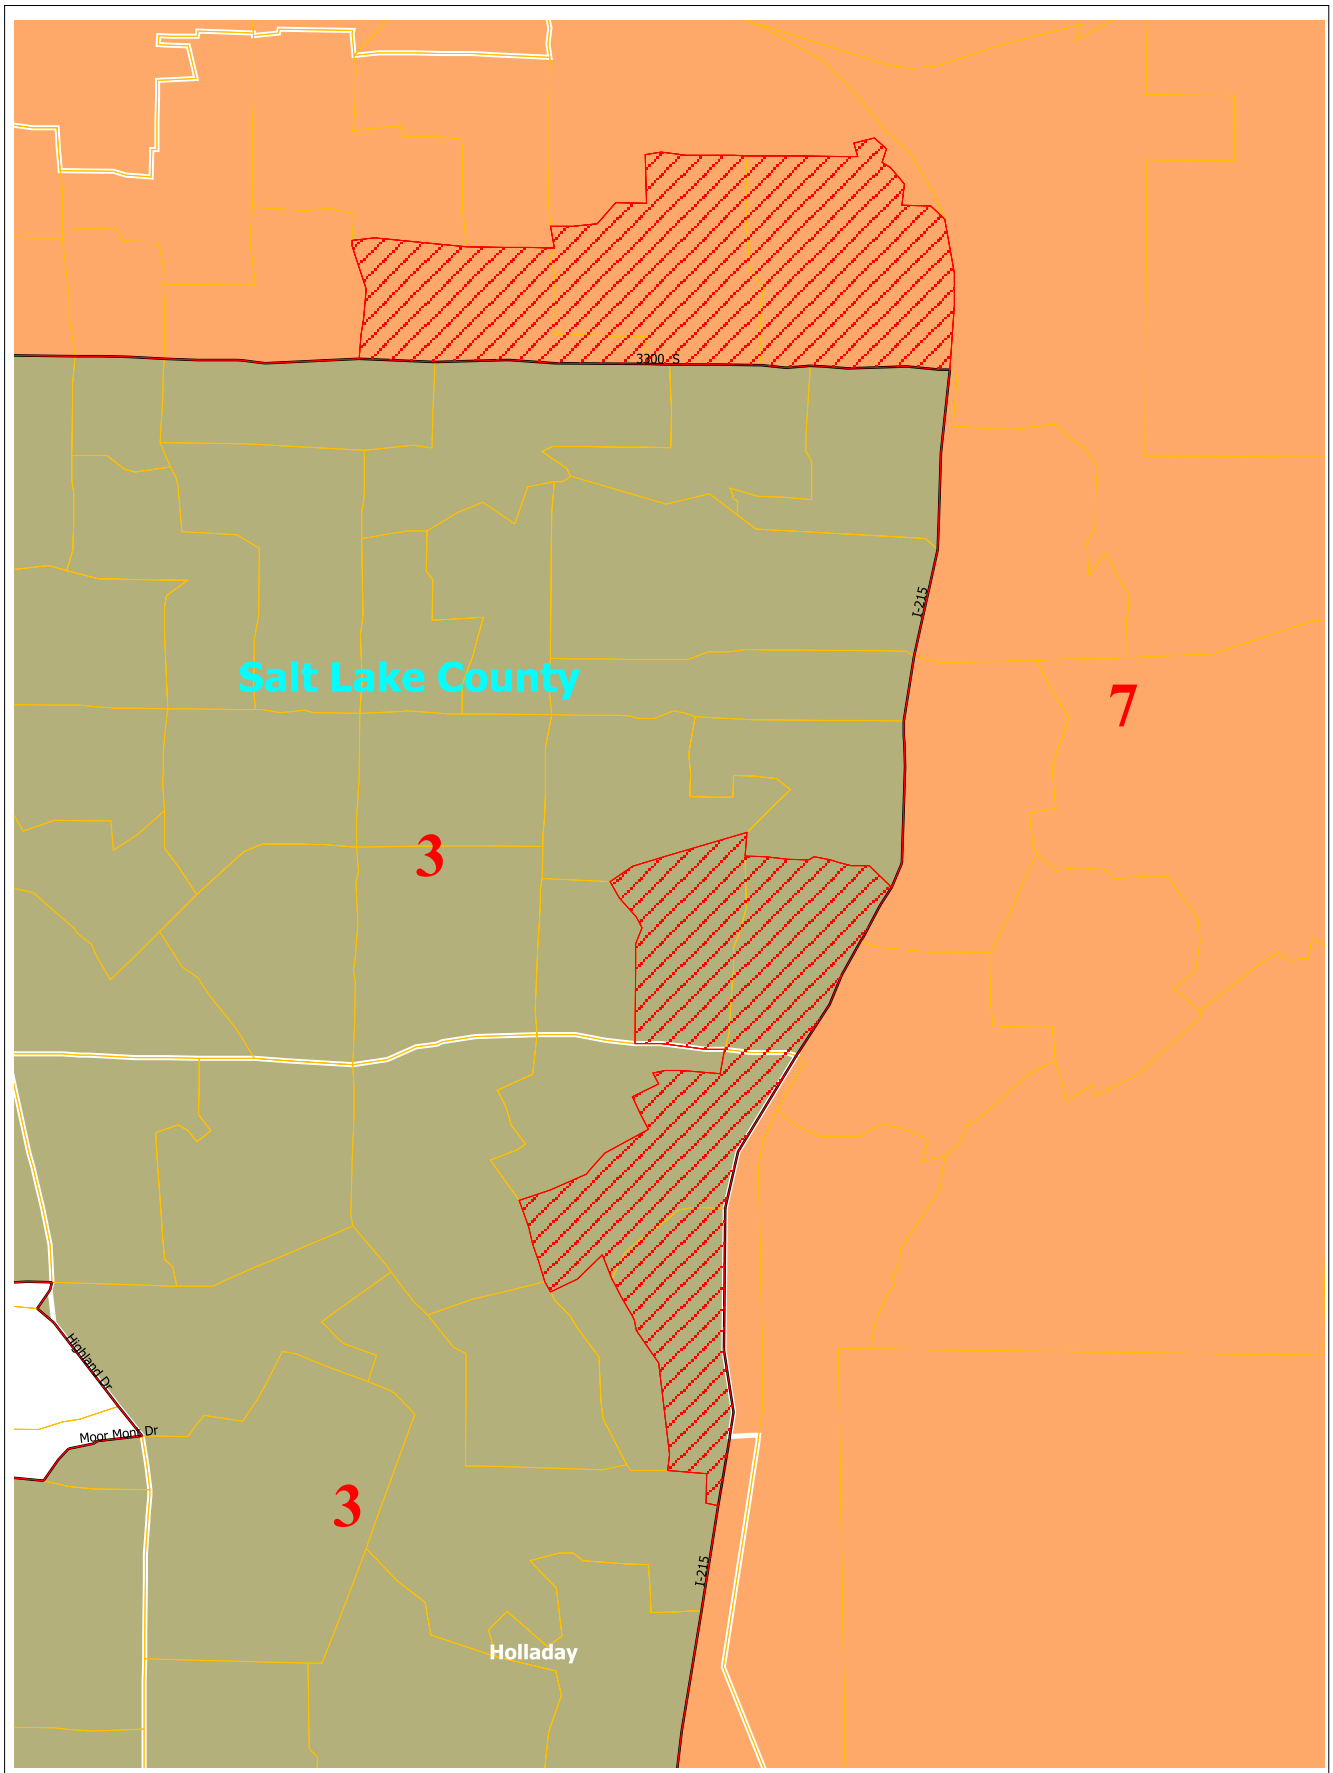 3300 S
I-215
Salt Lake County
7
3
Highland Dr
Moor Mont Dr
3
I-215
Holladay